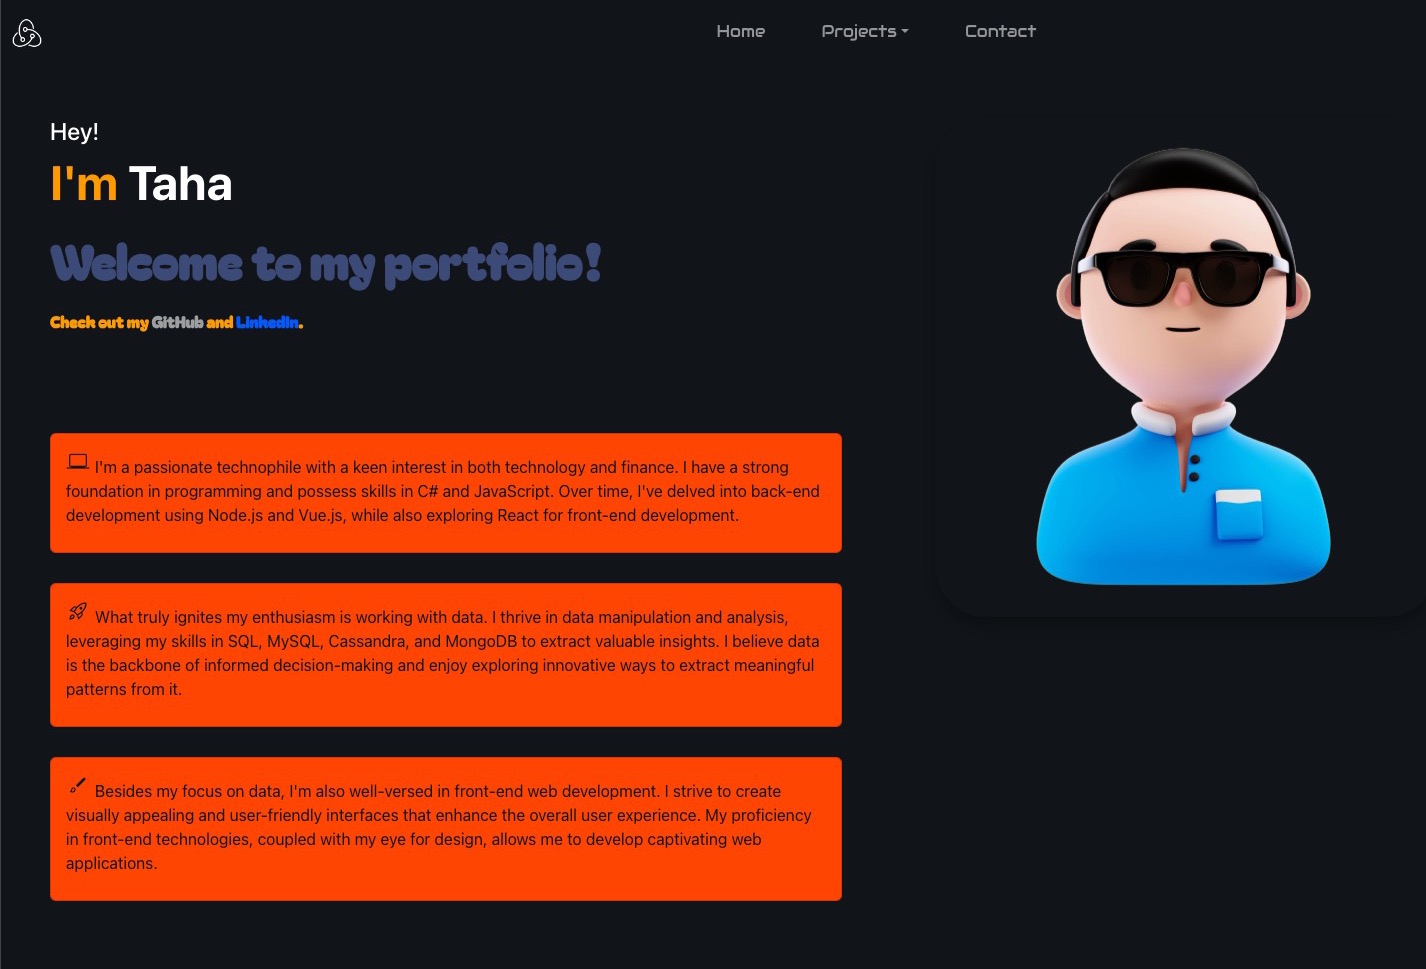 Home Projects Contact
Hey!
I'm Taha
Welcome to my portfolio!
Check out my GitHub and LinkedIn.
I'm a passionate technophile with a keen interest in both technology and finance. I have a strong
foundation in programming and possess skills in C# and JavaScript. Over time, I've delved into back-end
development using Node.js and Vue.js, while also exploring React for front-end development.
What truly ignites my enthusiasm is working with data. I thrive in data manipulation and analysis,
leveraging my skills in SQL, MySQL, Cassandra, and MongoDB to extract valuable insights. I believe data
is the backbone of informed decision-making and enjoy exploring innovative ways to extract meaningful
patterns from it.
Besides my focus on data, I'm also well-versed in front-end web development. I strive to create
visually appealing and user-friendly interfaces that enhance the overall user experience. My proficiency
in front-end technologies, coupled with my eye for design, allows me to develop captivating web
applications.